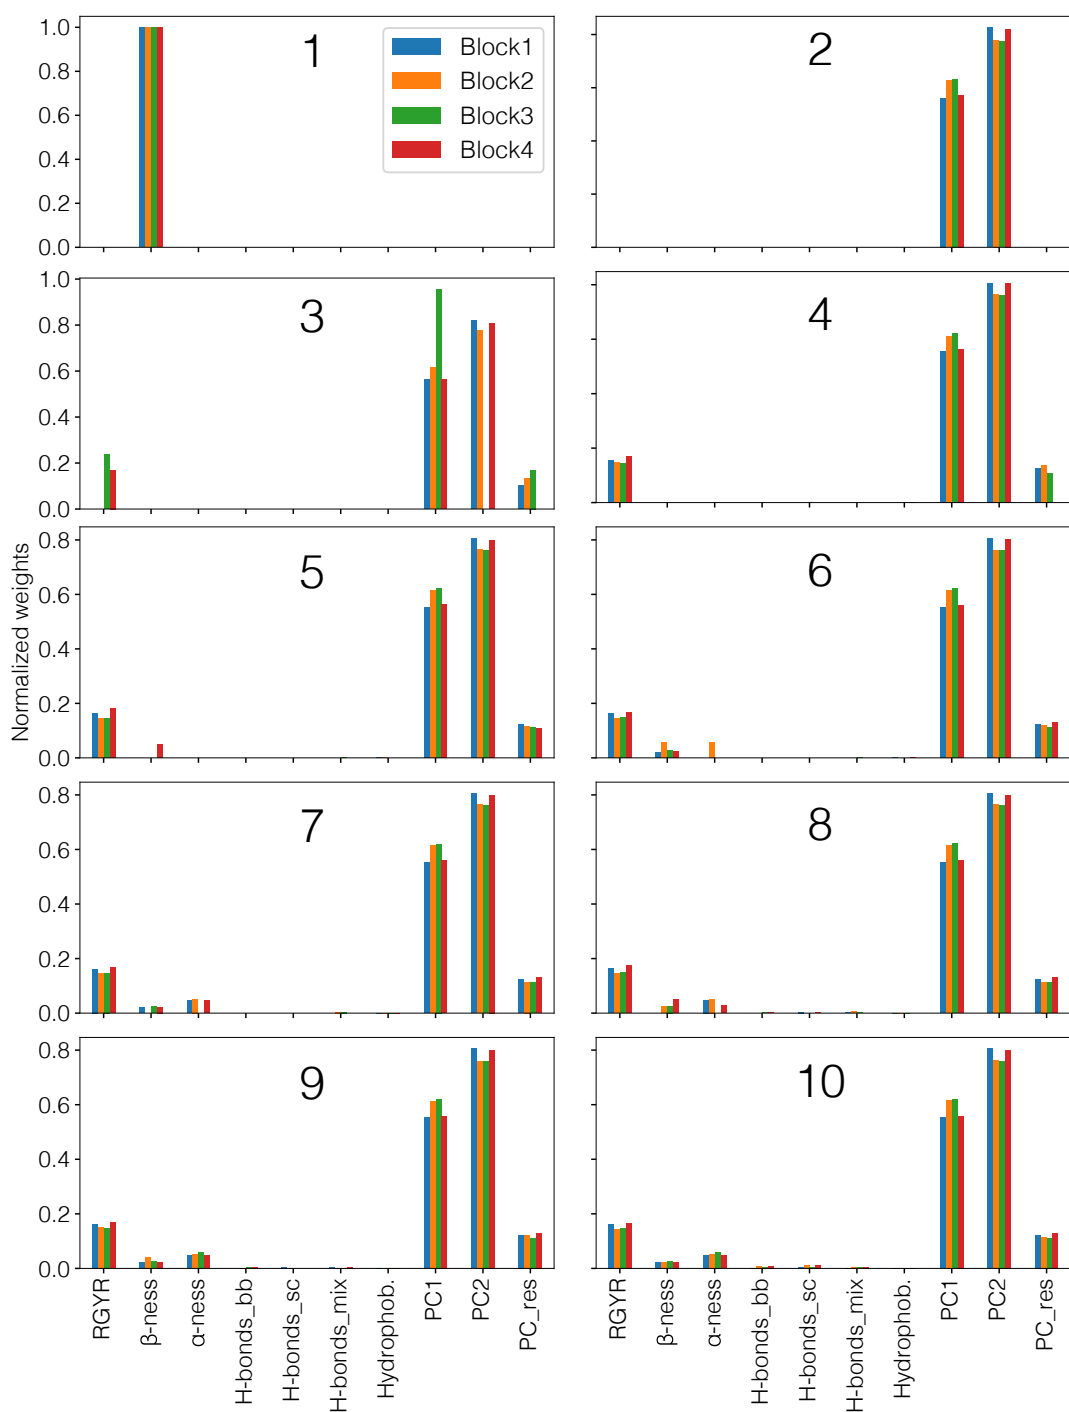 1.0
0.8
0.6
0.4
0.2
0.0
1
Block1
Block2
Block3
Block4
2
1.0
0.8
0.6
0.4
0.2
0.0
3
4
Normalized weights
0.8
0.6
0.4
0.2
0.0
5
6
0.8
0.6
0.4
0.2
0.0
7
8
0.8
0.6
0.4
0.2
0.0
9
10
RGYR
β-ness
α-ness
H-bonds_bb
H-bonds_sc
H-bonds_mix
Hydrophob.
PC1
PC2
PC_res
RGYR
β-ness
α-ness
H-bonds_bb
H-bonds_sc
H-bonds_mix
Hydrophob.
PC1
PC2
PC_res